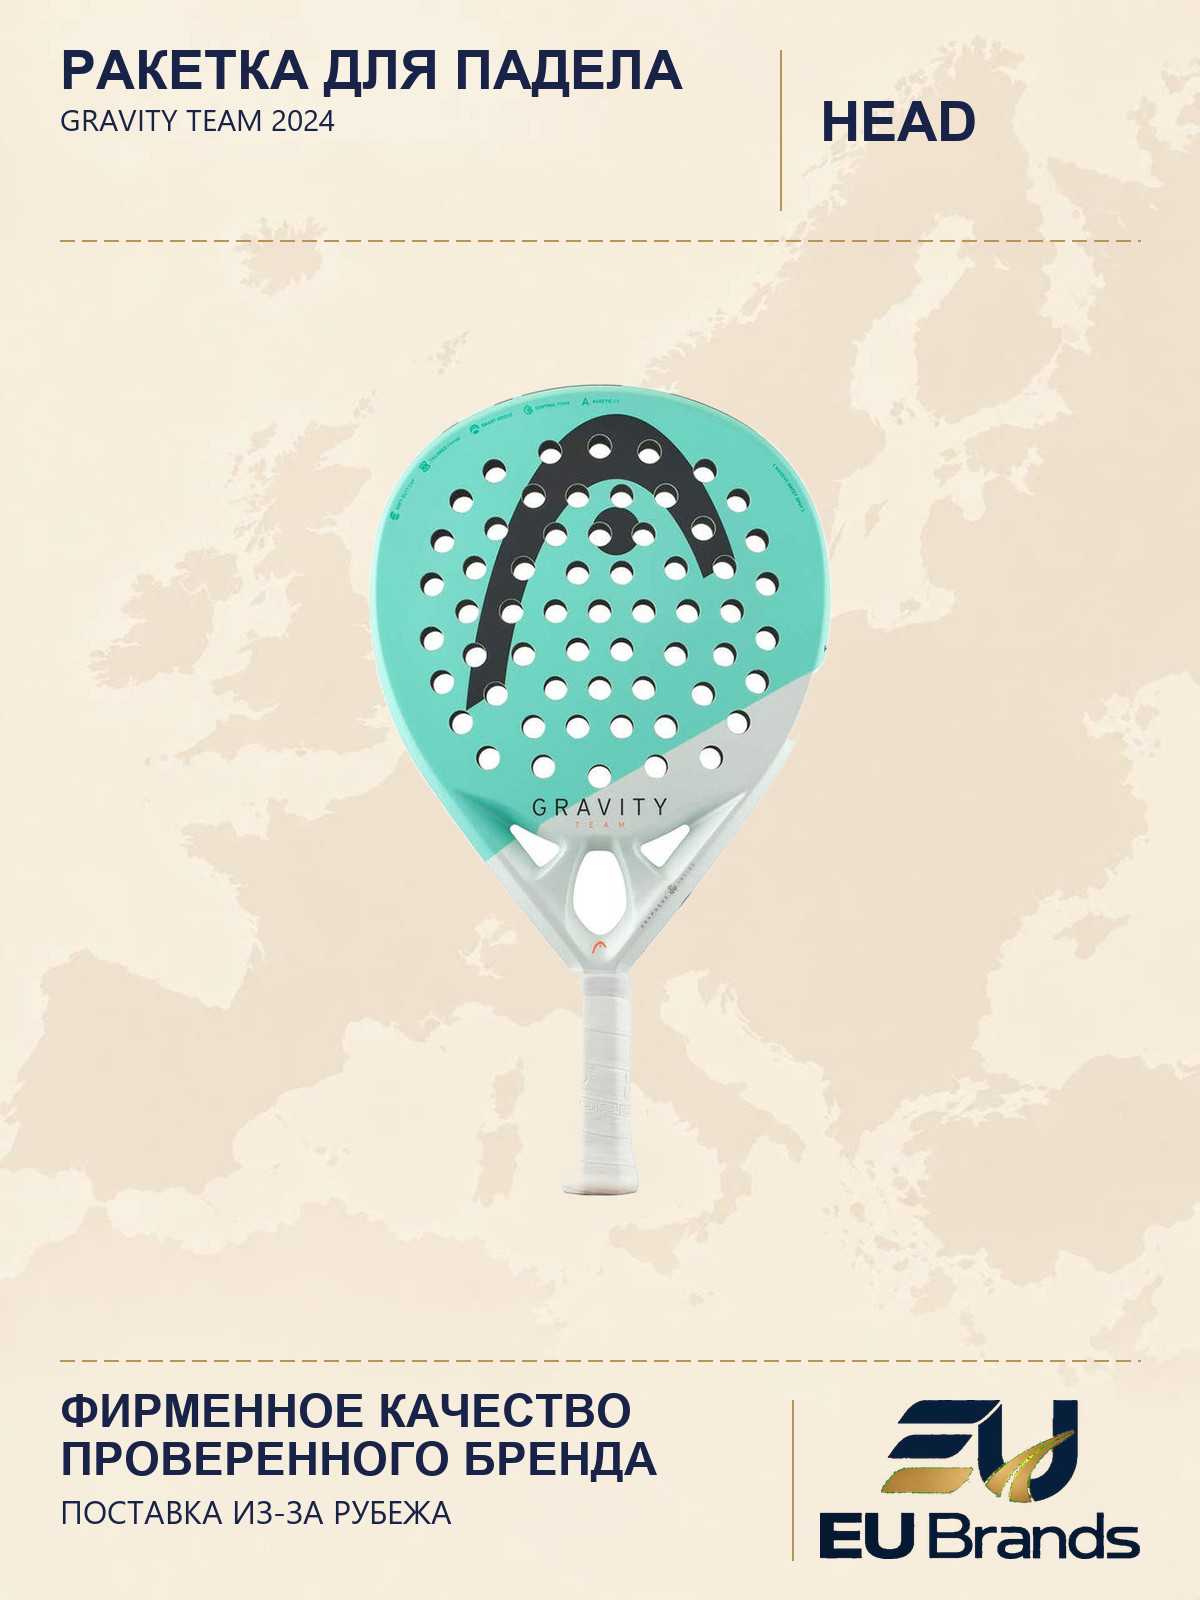 РАКЕТКА ДЛЯ ПАДЕЛА
GRAVITY TEAM 2024
HEAD
GRAVITY
TEAM
ФИРМЕННОЕ КАЧЕСТВО
ПРОВЕРЕННОГО БРЕНДА
ПОСТАВКА ИЗ-ЗА РУБЕЖА
EU
EU Brands